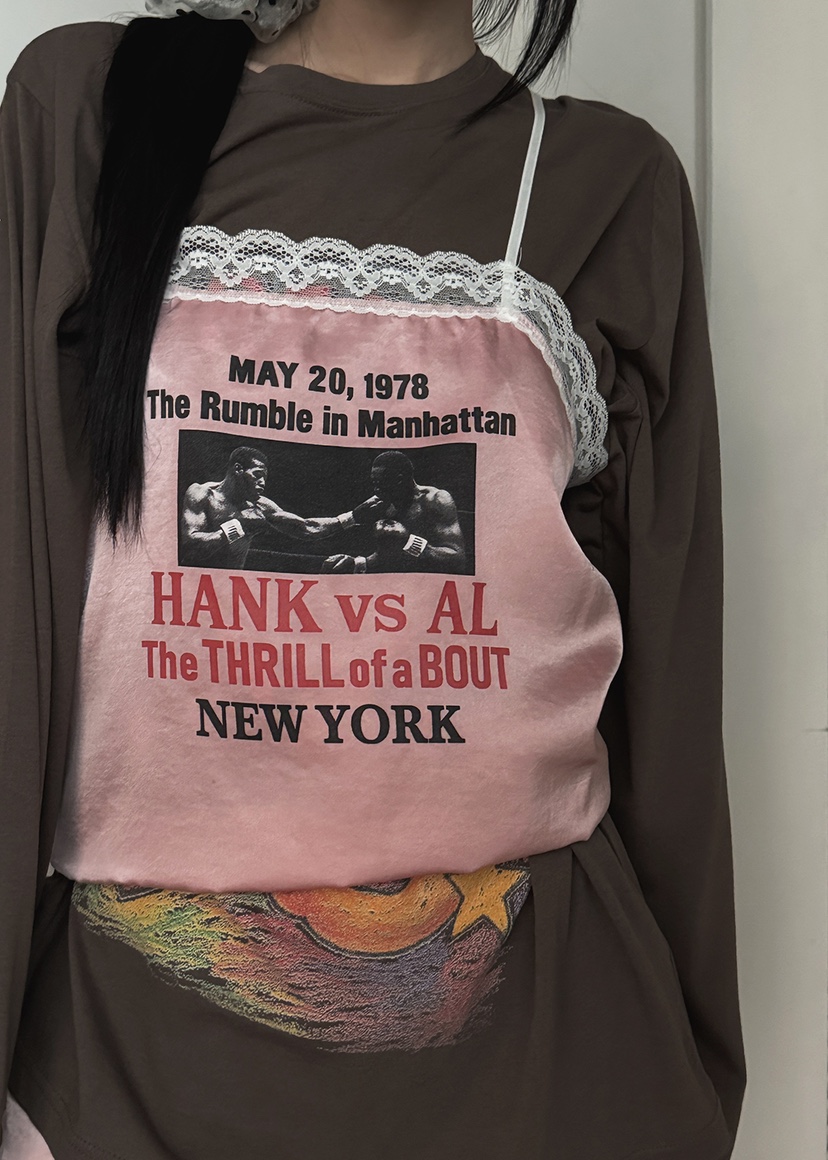 MAY 20, 1978
The Rumble in Manhattan
HANK vs AL
The THRILL of a BOUT
NEW YORK